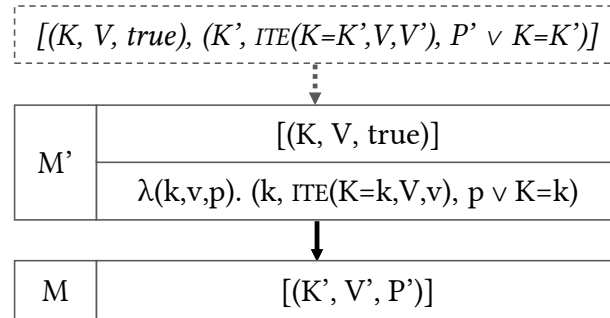 [(K, V, true), (K’, ITE(K=K’,V,V’), P’ ∨ K=K’)]
M’
[(K, V, true)]
λ(k,v,p). (k, ITE(K=k,V,v), p ∨ K=k)
M
[(K’, V’, P’)]